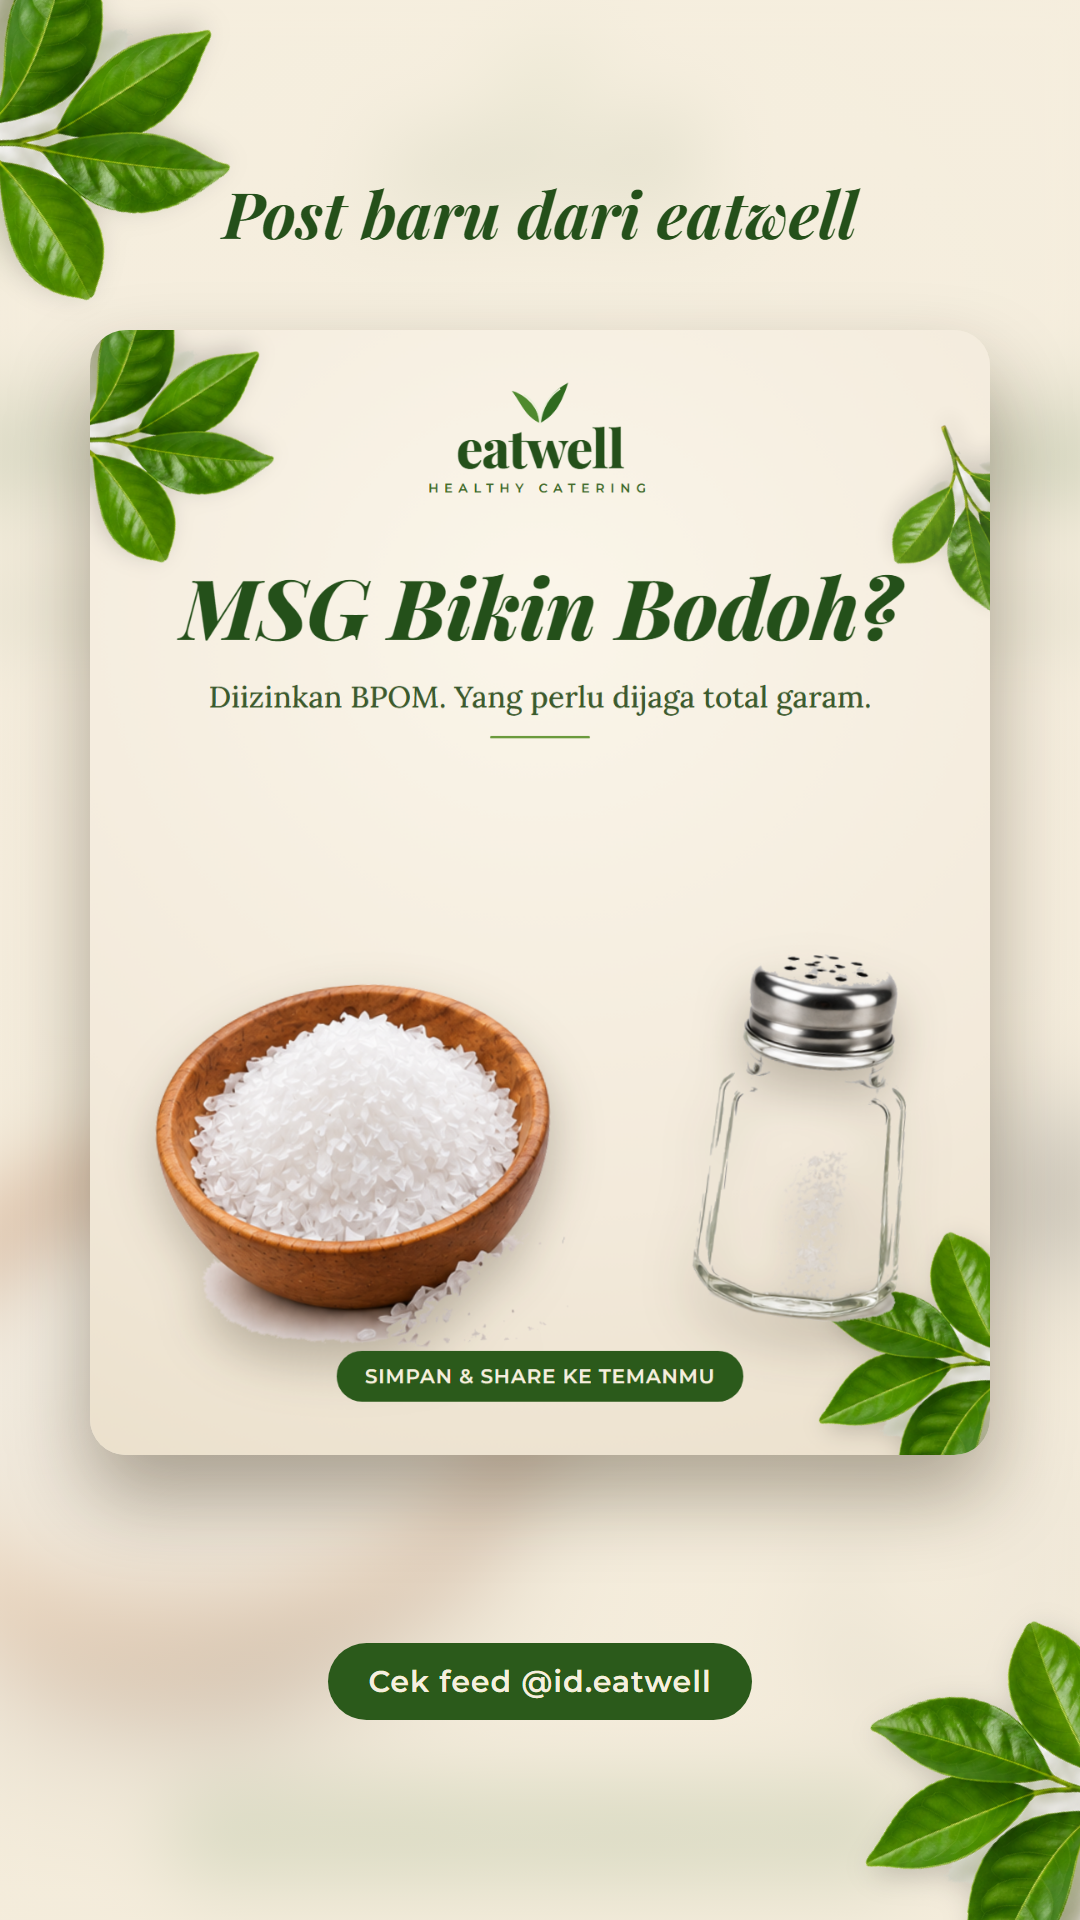 Post baru dari eatwell
eatwell
HEALTHY CATERING
MSG Bikin Bodoh?
Diizinkan BPOM. Yang perlu dijaga total garam.
SIMPAN & SHARE KE TEMANMU
Cek feed @id.eatwell